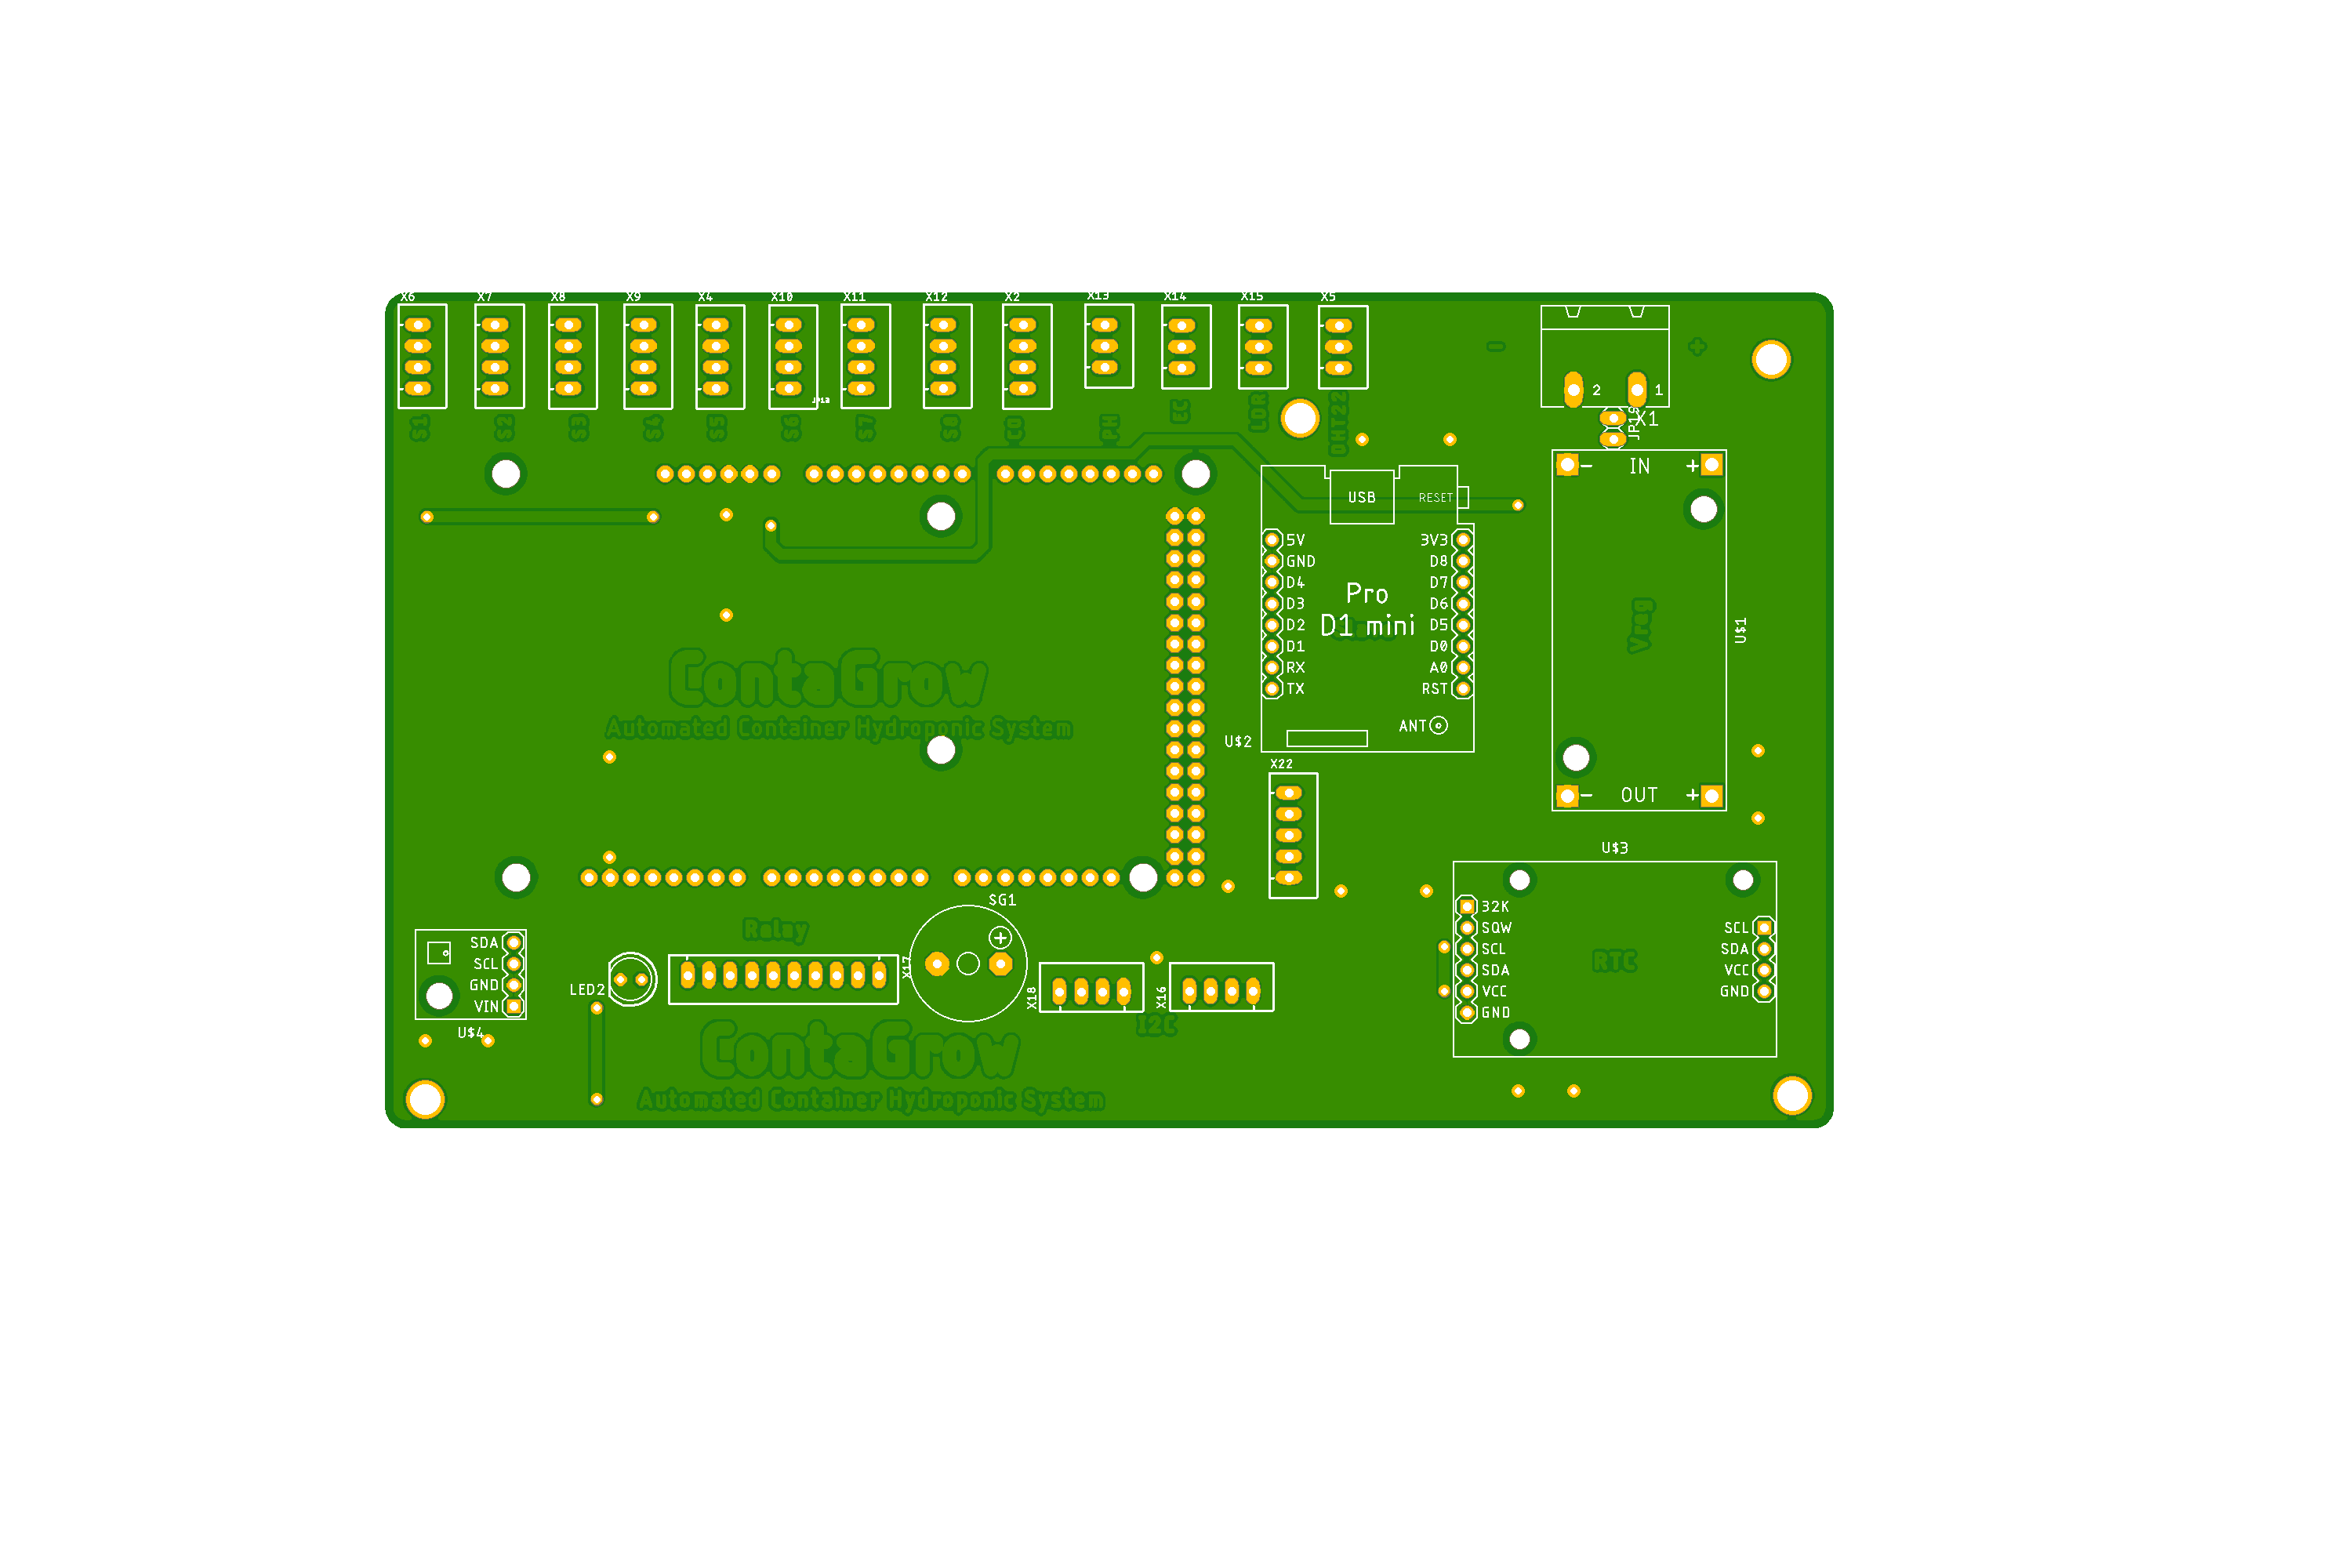 X6 X7 X8 X9 X4 X10 X11 X12 X2 X13 X14 X15 X5
2 1
JP13
S1 S2 S3 S4 S5 S6 S7 S8 CO PH EC LDR DHT22
- +
JP19 X1
- IN +
USB RESET
5V 3V3
GND D8
D4 D7
D3 D6
D2 D5
D1 D0
RX A0
TX RST
Pro
D1 mini
Vreg
U$1
ContaGrow
Automated Container Hydroponic System
ANT
U$2
X22
- OUT +
U$3
32K
SQW SCL
SCL SDA
SDA VCC
VCC GND
GND
RTC
SG1
+
Relay
SDA
SCL
GND
VIN
U$4
LED2
X17
X18
X16
I2C
ContaGrow
Automated Container Hydroponic System